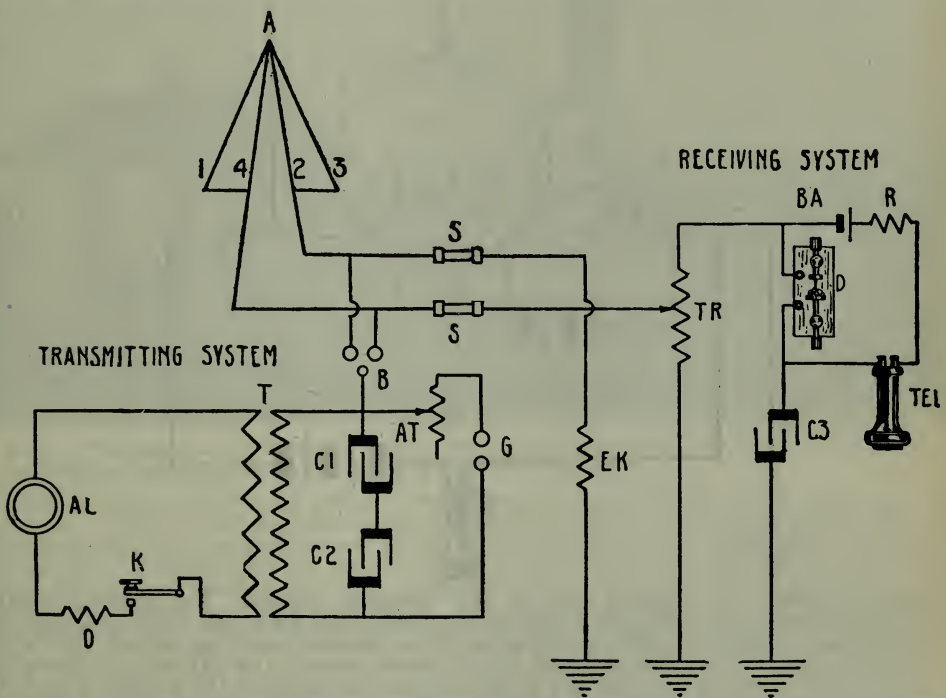 A
1 4 2 3
RECEIVING SYSTEM
BA R
S
D
TR
S
TRANSMITTING SYSTEM
B
T
TEL
AT
G
C3
C1
EK
AL
K
C2
D